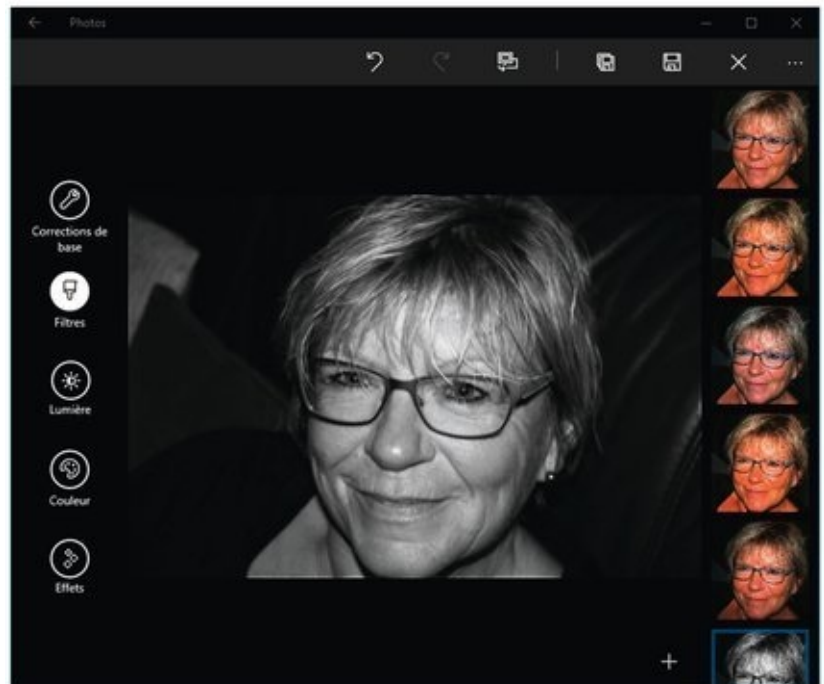 Photos
Corrections de
base
Filtres
Lumière
Couleur
Effets